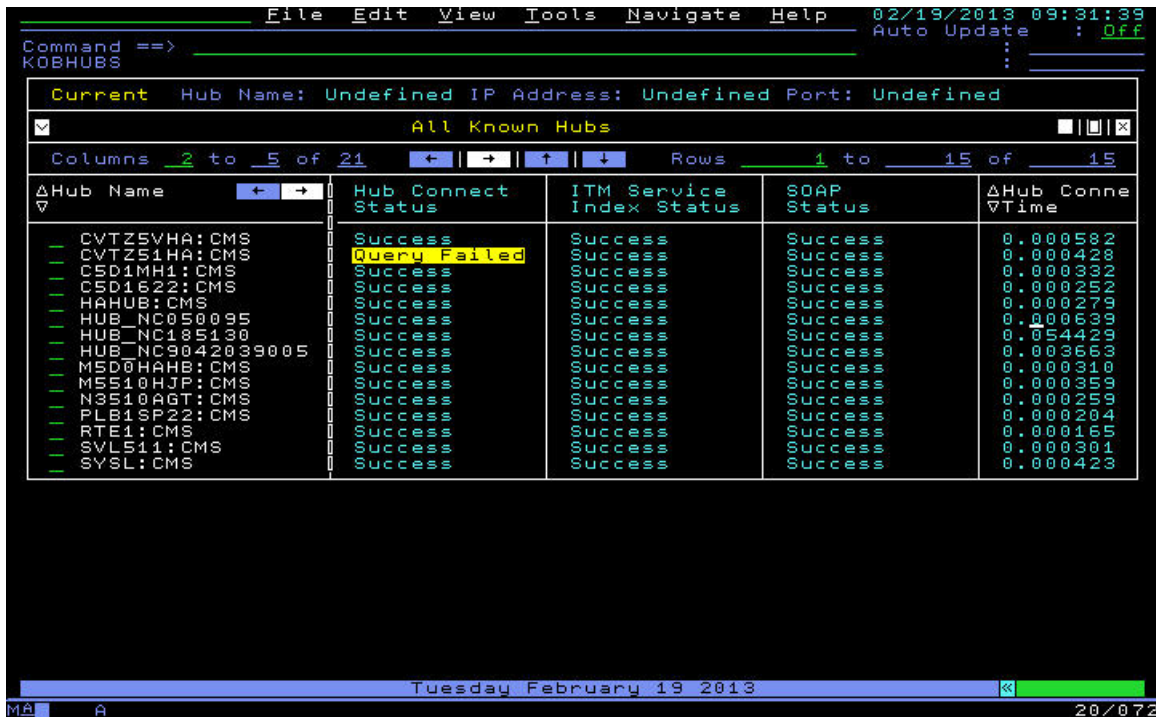 File Edit View Tools Navigate Help 02/19/2013 09:31:39
Auto Update : Off
Command ==>
KOBHUBS :
Current Hub Name: Undefined IP Address: Undefined Port: Undefined
All Known Hubs
Columns 2 to 5 of 21 ← | → | ↑ | ↓ Rows 1 to 15 of 15
△Hub Name ← → Hub Connect ITM Service SOAP △Hub Conne
▽ Status Index Status Status ▽Time
_ CVTZ5VHA:CMS Success Success Success 0.000582
_ CVTZ51HA:CMS Query Failed Success Success 0.000428
_ C5D1MH1:CMS Success Success Success 0.000332
_ C5D1622:CMS Success Success Success 0.000252
_ HAHUB:CMS Success Success Success 0.000279
_ HUB_NC050095 Success Success Success 0.000639
_ HUB_NC185130 Success Success Success 0.054429
_ HUB_NC9042039005 Success Success Success 0.003663
_ M5D0HAHB:CMS Success Success Success 0.000310
_ M5510HJP:CMS Success Success Success 0.000359
_ N3510AGT:CMS Success Success Success 0.000259
_ PLB1SP22:CMS Success Success Success 0.000204
_ RTE1:CMS Success Success Success 0.000165
_ SVL511:CMS Success Success Success 0.000301
_ SYSL:CMS Success Success Success 0.000423
Tuesday February 19 2013 «
MA A 20/072